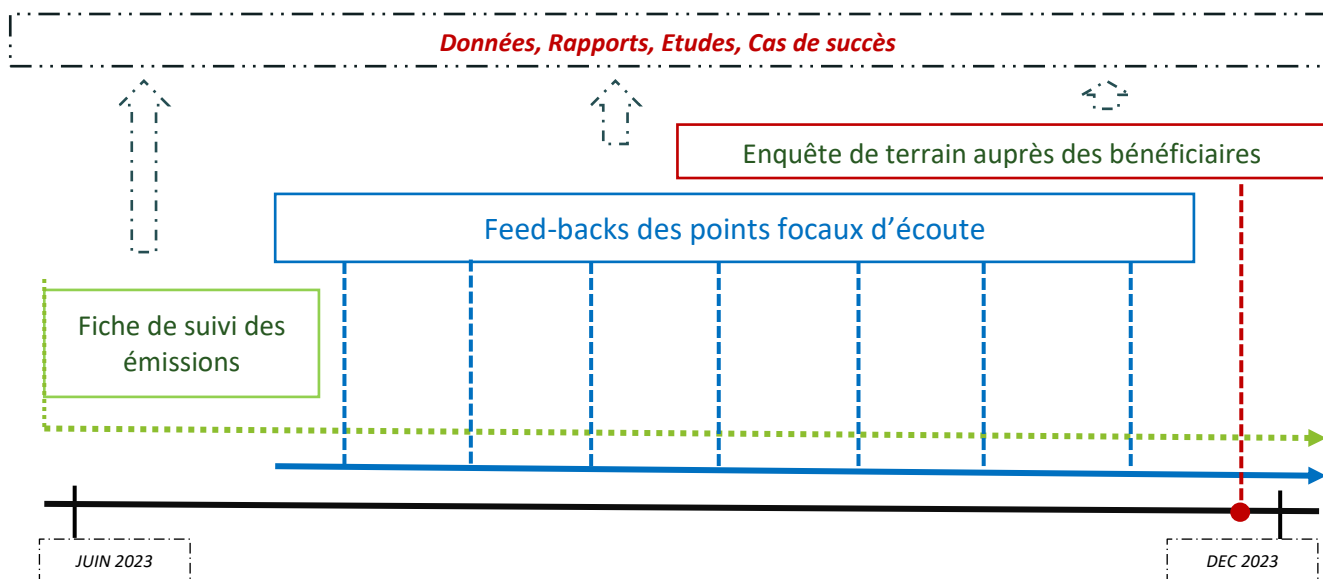 Données, Rapports, Etudes, Cas de succès
Enquête de terrain auprès des bénéficiaires
Feed-backs des points focaux d’écoute
Fiche de suivi des
émissions
JUIN 2023
DEC 2023